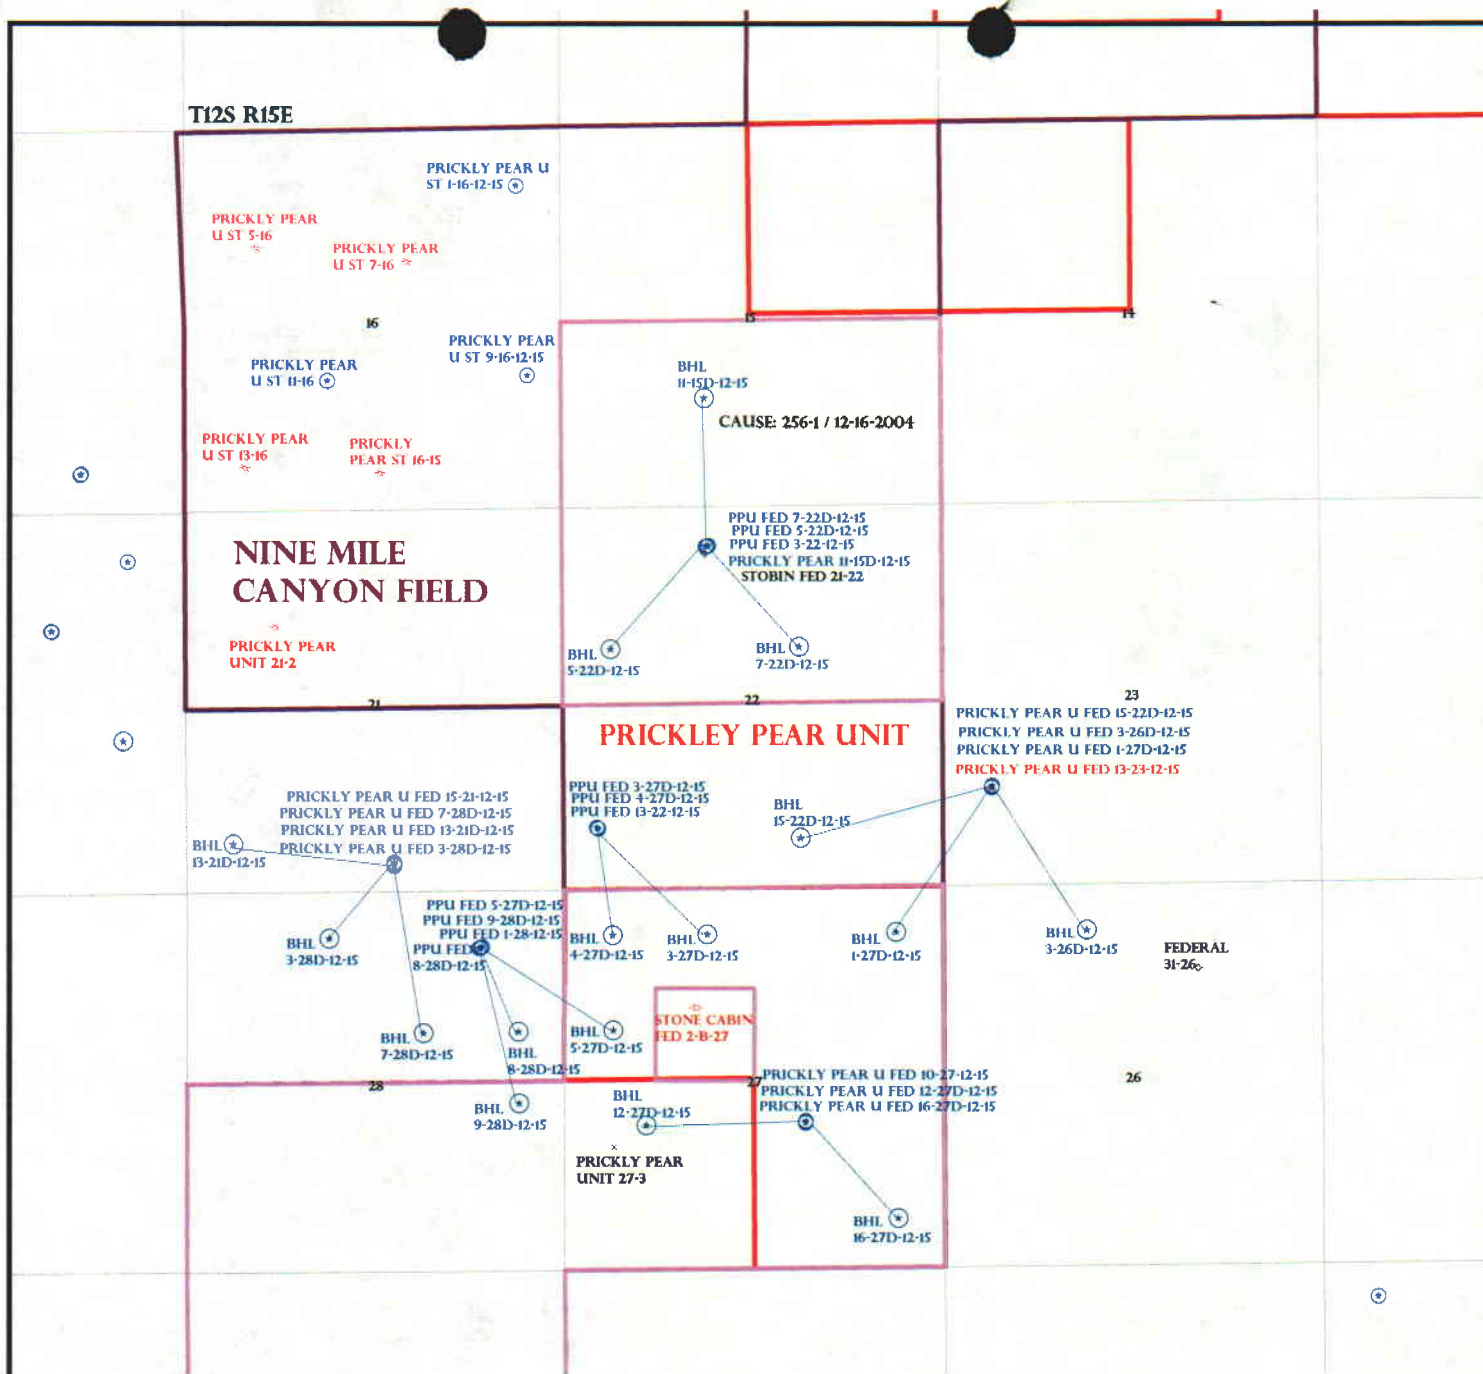 T12S R15E
PRICKLY PEAR U
ST 1-16-12-15
PRICKLY PEAR
U ST 5-16
PRICKLY PEAR
U ST 7-16
16
15
14
PRICKLY PEAR
U ST 9-16-12-15
PRICKLY PEAR
U ST 11-16
BHL
11-15D-12-15
CAUSE: 256-1 / 12-16-2004
PRICKLY PEAR
U ST 13-16
PRICKLY
PEAR ST 16-15
PPU FED 7-22D-12-15
PPU FED 5-22D-12-15
PPU FED 3-22-12-15
PRICKLY PEAR 11-15D-12-15
STOBIN FED 21-22
NINE MILE
CANYON FIELD
PRICKLY PEAR
UNIT 21-2
BHL
5-22D-12-15
BHL
7-22D-12-15
21
22
23
PRICKLEY PEAR UNIT
PRICKLY PEAR U FED 15-22D-12-15
PRICKLY PEAR U FED 3-26D-12-15
PRICKLY PEAR U FED 1-27D-12-15
PRICKLY PEAR U FED 13-23-12-15
PRICKLY PEAR U FED 15-21-12-15
PRICKLY PEAR U FED 7-28D-12-15
PRICKLY PEAR U FED 13-21D-12-15
PRICKLY PEAR U FED 3-28D-12-15
PPU FED 3-27D-12-15
PPU FED 4-27D-12-15
PPU FED 13-22-12-15
BHL
15-22D-12-15
BHL
13-21D-12-15
PPU FED 5-27D-12-15
PPU FED 9-28D-12-15
PPU FED 1-28-12-15
PPU FED
8-28D-12-15
BHL
3-28D-12-15
BHL
4-27D-12-15
BHL
3-27D-12-15
BHL
1-27D-12-15
BHL
3-26D-12-15
FEDERAL
31-26
STONE CABIN
FED 2-B-27
BHL
7-28D-12-15
BHL
8-28D-12-15
BHL
5-27D-12-15
28
27
26
PRICKLY PEAR U FED 10-27-12-15
PRICKLY PEAR U FED 12-27D-12-15
PRICKLY PEAR U FED 16-27D-12-15
BHL
9-28D-12-15
BHL
12-27D-12-15
PRICKLY PEAR
UNIT 27-3
BHL
16-27D-12-15